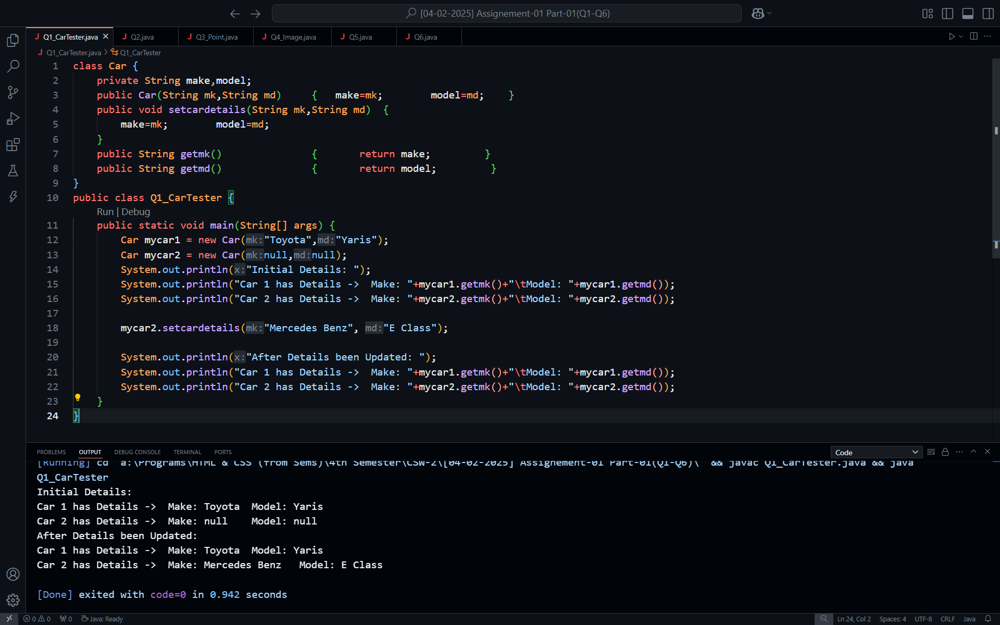 [04-02-2025] Assignement-01 Part-01(Q1-Q6)
Q1_CarTester.java Q2.java Q3_Point.java Q4_Image.java Q5.java Q6.java
Q1_CarTester.java > Q1_CarTester
1 class Car {
2 private String make,model;
3 public Car(String mk,String md) { make=mk; model=md; }
4 public void setcardetails(String mk,String md) {
5 make=mk; model=md;
6 }
7 public String getmk() { return make; }
8 public String getmd() { return model; }
9 }
10 public class Q1_CarTester {
Run | Debug
11 public static void main(String[] args) {
12 Car mycar1 = new Car(mk:"Toyota",md:"Yaris");
13 Car mycar2 = new Car(mk:null,md:null);
14 System.out.println(x:"Initial Details: ");
15 System.out.println("Car 1 has Details -> Make: "+mycar1.getmk()+"\tModel: "+mycar1.getmd());
16 System.out.println("Car 2 has Details -> Make: "+mycar2.getmk()+"\tModel: "+mycar2.getmd());
17
18 mycar2.setcardetails(mk:"Mercedes Benz", md:"E Class");
19
20 System.out.println(x:"After Details been Updated: ");
21 System.out.println("Car 1 has Details -> Make: "+mycar1.getmk()+"\tModel: "+mycar1.getmd());
22 System.out.println("Car 2 has Details -> Make: "+mycar2.getmk()+"\tModel: "+mycar2.getmd());
23 }
24 }
PROBLEMS OUTPUT DEBUG CONSOLE TERMINAL PORTS Code
[Running] cd "a:\Programs\HTML & CSS (from Sem5)\4th Semester\CSW-2\[04-02-2025] Assignement-01 Part-01(Q1-Q6)\" && javac Q1_CarTester.java && java
Q1_CarTester
Initial Details:
Car 1 has Details -> Make: Toyota Model: Yaris
Car 2 has Details -> Make: null Model: null
After Details been Updated:
Car 1 has Details -> Make: Toyota Model: Yaris
Car 2 has Details -> Make: Mercedes Benz Model: E Class
[Done] exited with code=0 in 0.942 seconds
0 0 0 Java: Ready Ln 24, Col 2 Spaces: 4 UTF-8 CRLF Java